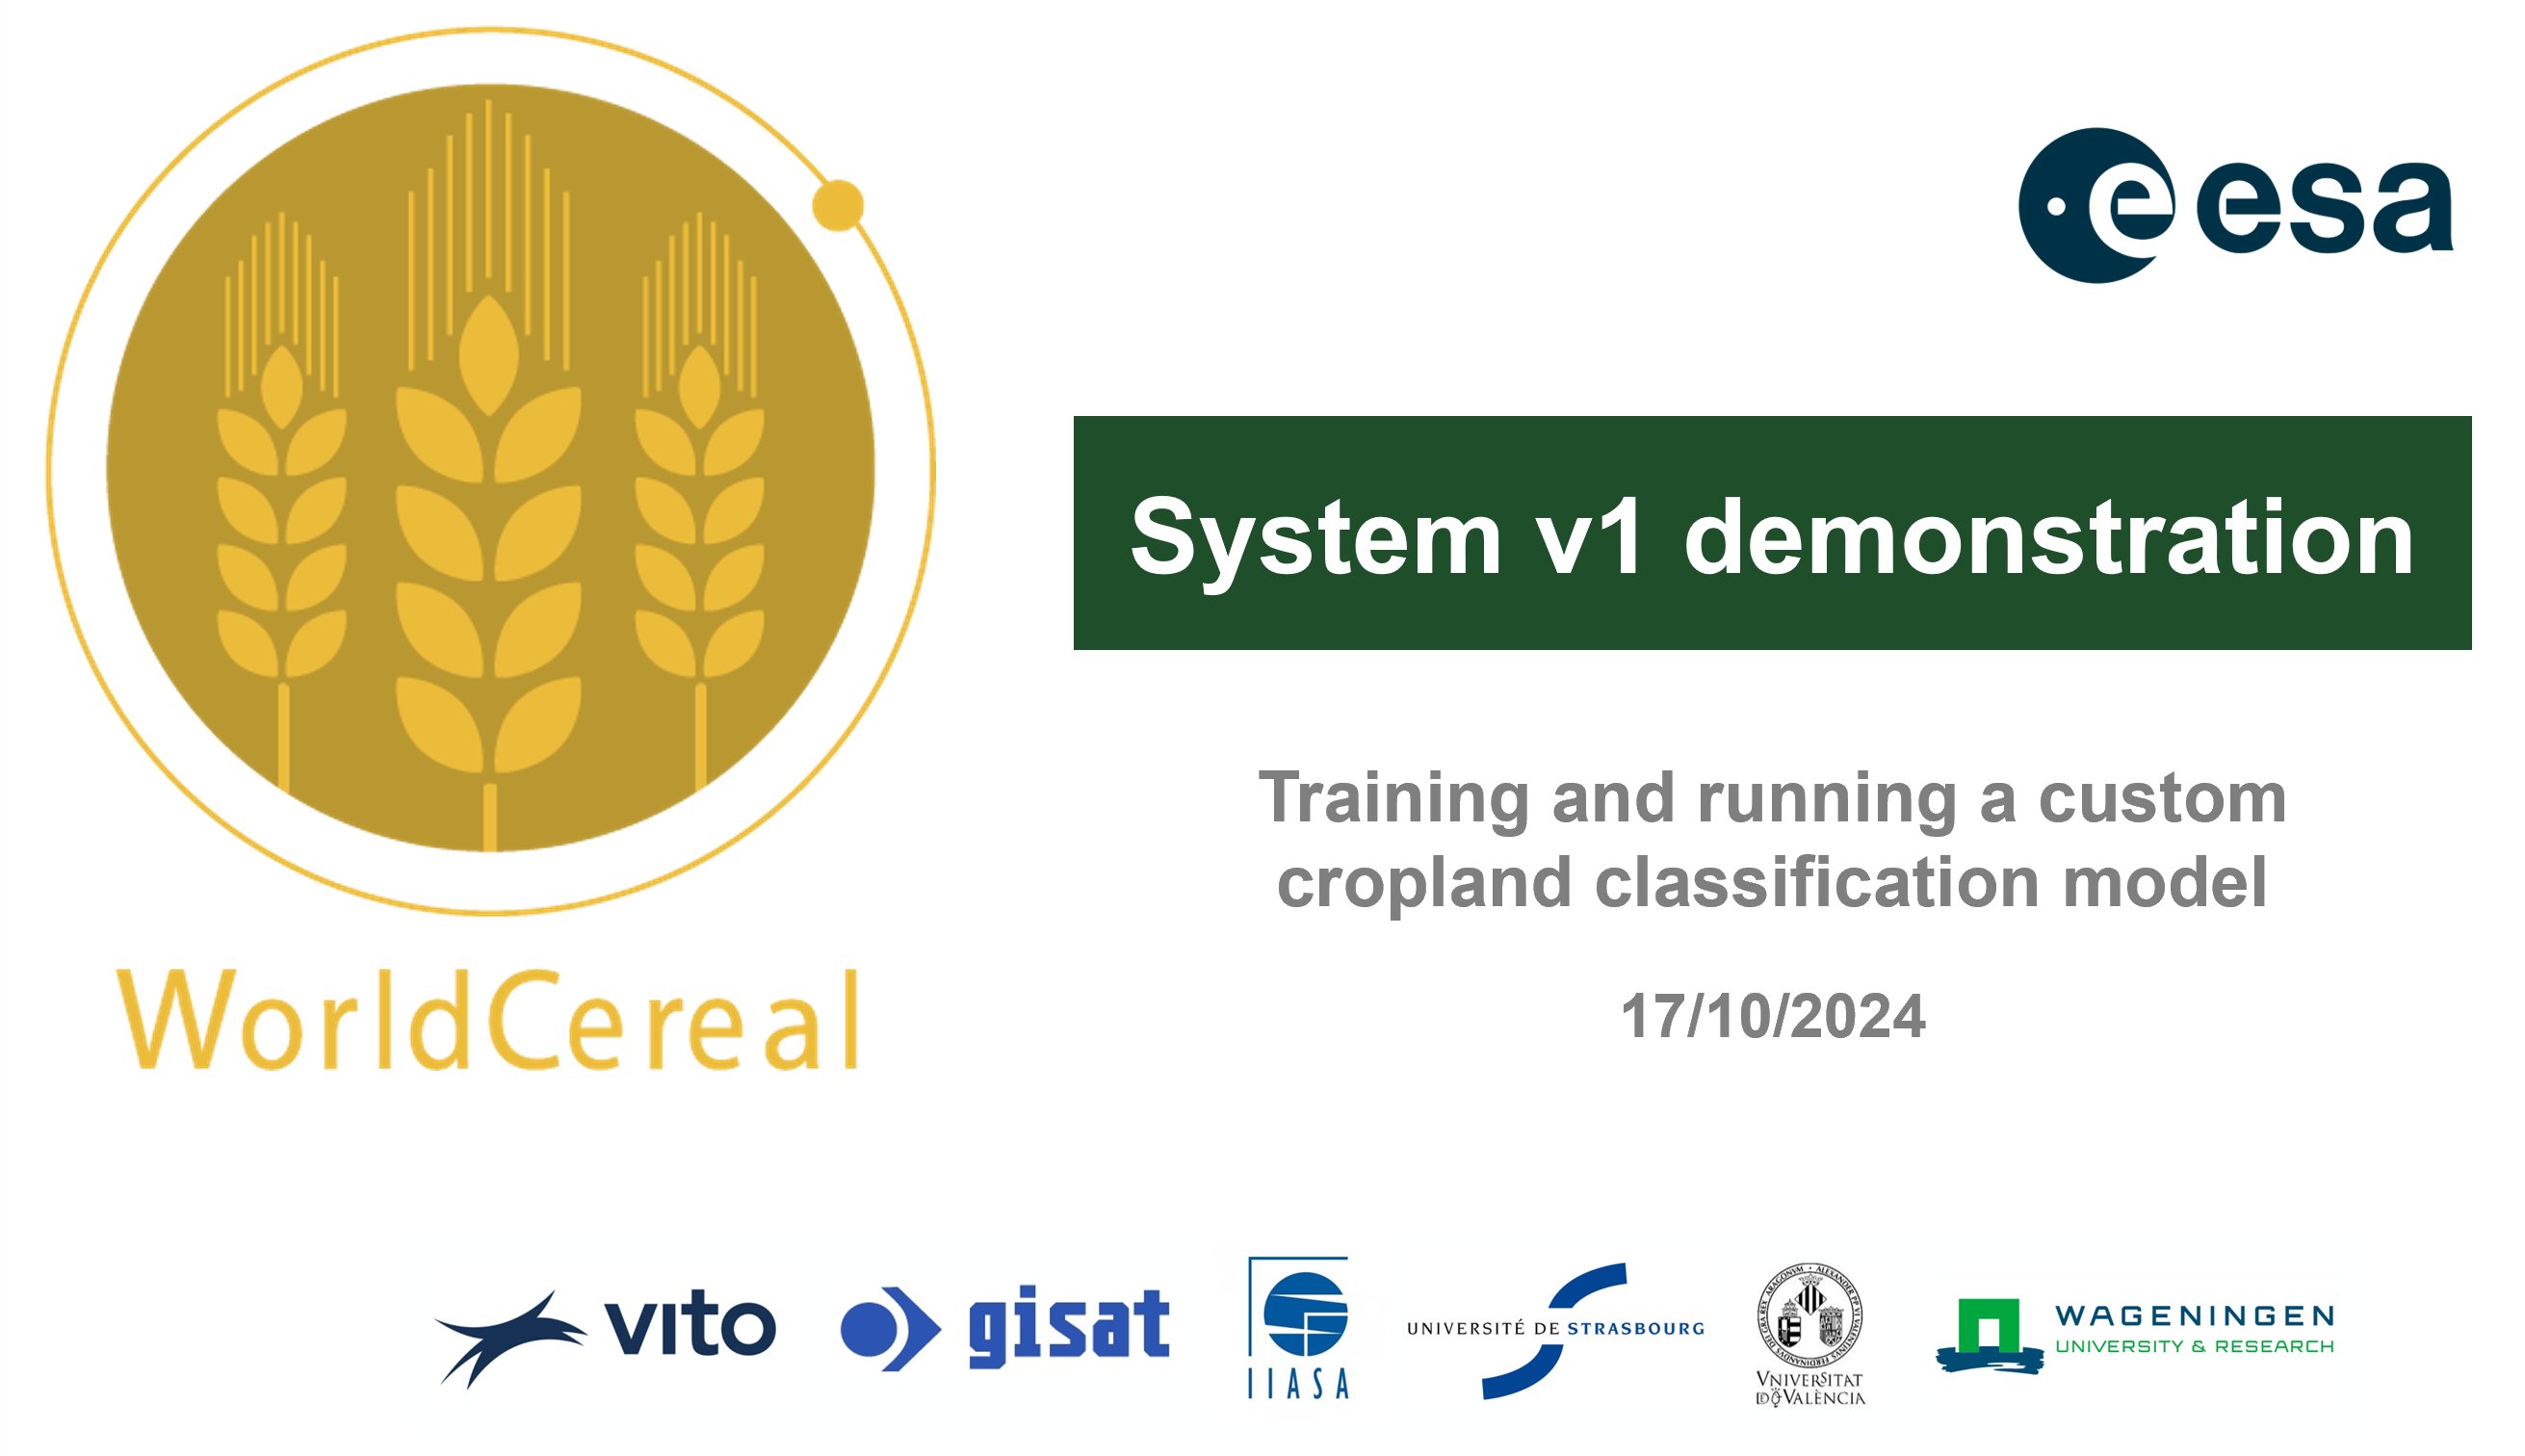 esa
System v1 demonstration
Training and running a custom
cropland classification model
17/10/2024
WorldCereal
vito
gisat
IIASA
UNIVERSITÉ DE STRASBOURG
VNIVERSITAT
DE VALÈNCIA
WAGENINGEN
UNIVERSITY & RESEARCH